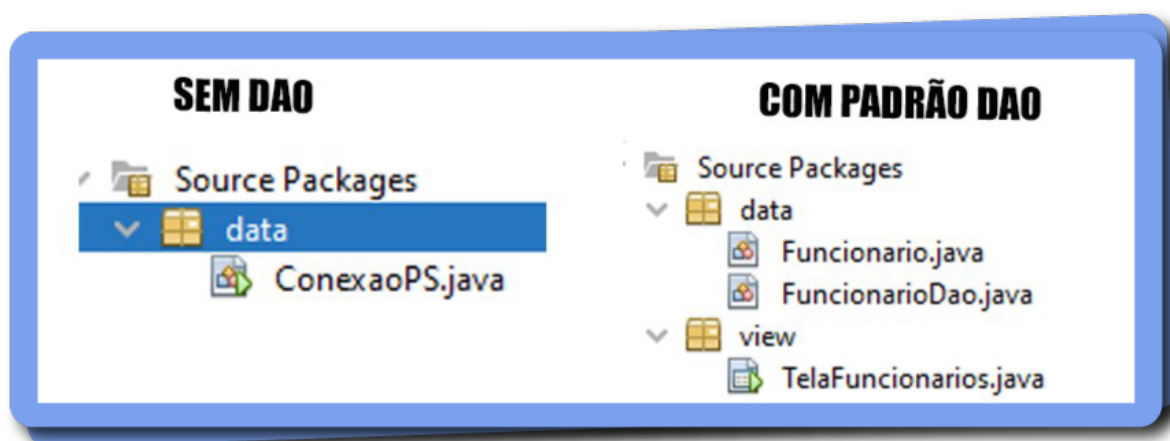 SEM DAO
Source Packages
data
ConexaoPS.java
COM PADRÃO DAO
Source Packages
data
Funcionario.java
FuncionarioDao.java
view
TelaFuncionarios.java